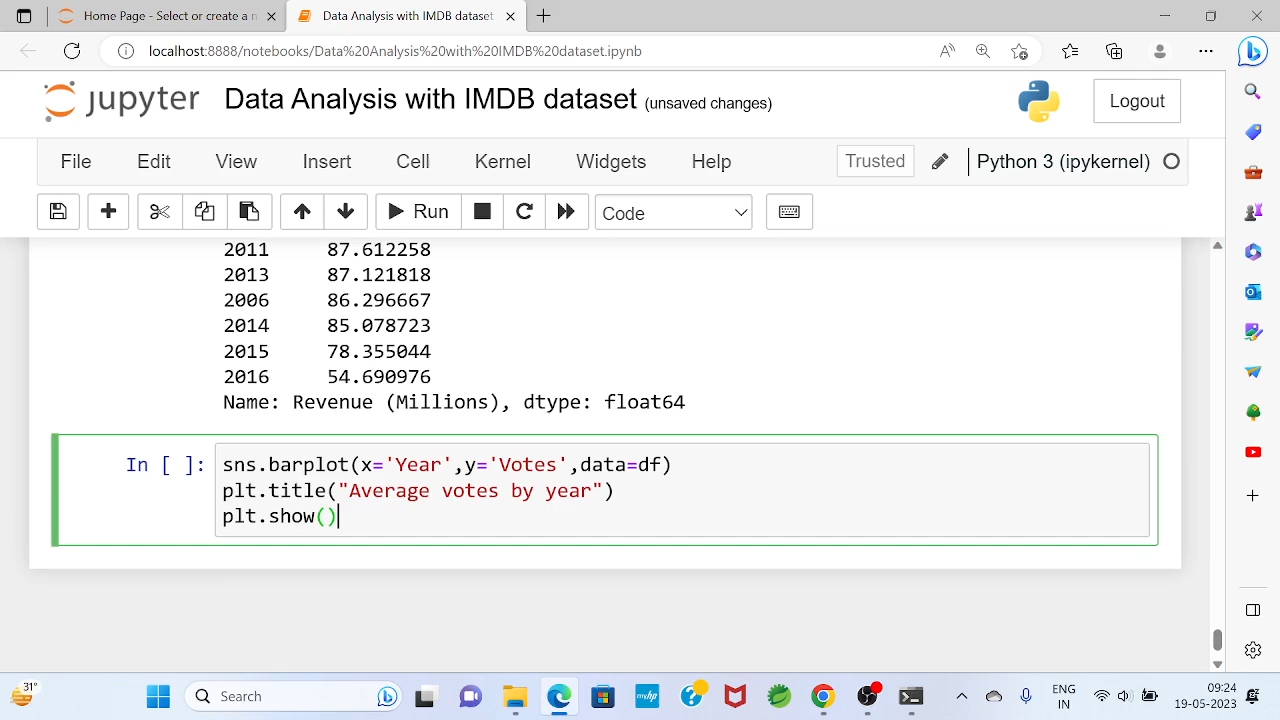 Home Page - Select or create a n
Data Analysis with IMDB dataset
localhost:8888/notebooks/Data%20Analysis%20with%20IMDB%20dataset.ipynb
jupyter Data Analysis with IMDB dataset (unsaved changes)
Logout
File Edit View Insert Cell Kernel Widgets Help
Trusted
Python 3 (ipykernel)
Run
Code
2011 87.612258
2013 87.121818
2006 86.296667
2014 85.078723
2015 78.355044
2016 54.690976
Name: Revenue (Millions), dtype: float64
In [ ]: sns.barplot(x='Year',y='Votes',data=df)
plt.title("Average votes by year")
plt.show()
31°
Search
myhp
ENG
IN
09:24
19-05-2023